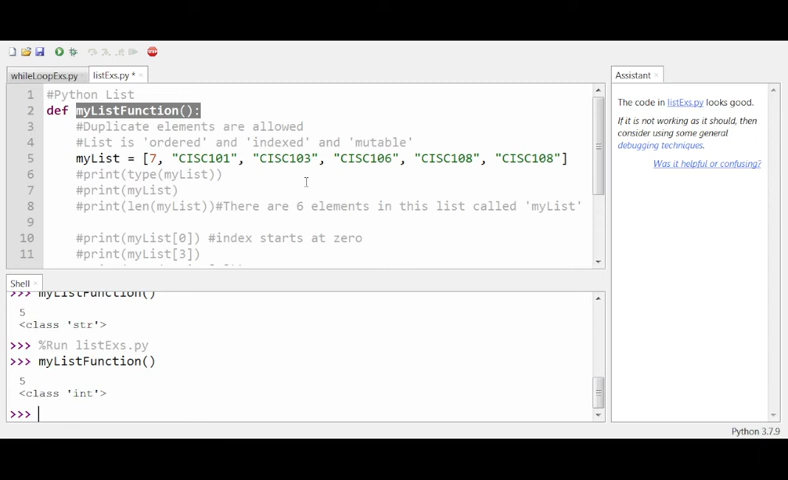 whileLoopExs.py
listExs.py *
1 #Python List
2 def myListFunction():
3 #Duplicate elements are allowed
4 #List is 'ordered' and 'indexed' and 'mutable'
5 myList = [7, "CISC101", "CISC103", "CISC106", "CISC108", "CISC108"]
6 #print(type(myList))
7 #print(myList)
8 #print(len(myList))#There are 6 elements in this list called 'myList'
9
10 #print(myList[0]) #index starts at zero
11 #print(myList[3])
Shell
>>> myListFunction()
5
<class 'str'>
>>> %Run listExs.py
>>> myListFunction()
5
<class 'int'>
>>>
Assistant
The code in listExs.py looks good.
If it is not working as it should, then
consider using some general
debugging techniques.
Was it helpful or confusing?
Python 3.7.9